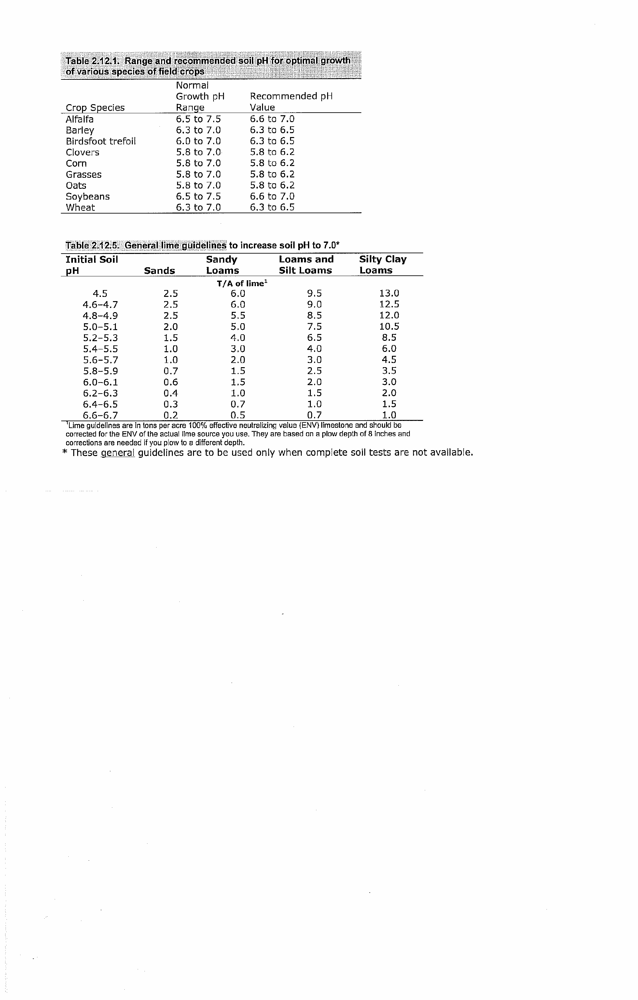 Table 2.12.1. Range and recommended soil pH for optimal growth
of various species of field crops
Normal
Growth pH Recommended pH
Crop Species Range Value
Alfalfa 6.5 to 7.5 6.6 to 7.0
Barley 6.3 to 7.0 6.3 to 6.5
Birdsfoot trefoil 6.0 to 7.0 6.3 to 6.5
Clovers 5.8 to 7.0 5.8 to 6.2
Corn 5.8 to 7.0 5.8 to 6.2
Grasses 5.8 to 7.0 5.8 to 6.2
Oats 5.8 to 7.0 5.8 to 6.2
Soybeans 6.5 to 7.5 6.6 to 7.0
Wheat 6.3 to 7.0 6.3 to 6.5
Table 2.12.5. General lime guidelines to increase soil pH to 7.0*
Initial Soil Sandy Loams and Silty Clay
pH Sands Loams Silt Loams Loams
T/A of lime¹
4.5 2.5 6.0 9.5 13.0
4.6–4.7 2.5 6.0 9.0 12.5
4.8–4.9 2.5 5.5 8.5 12.0
5.0–5.1 2.0 5.0 7.5 10.5
5.2–5.3 1.5 4.0 6.5 8.5
5.4–5.5 1.0 3.0 4.0 6.0
5.6–5.7 1.0 2.0 3.0 4.5
5.8–5.9 0.7 1.5 2.5 3.5
6.0–6.1 0.6 1.5 2.0 3.0
6.2–6.3 0.4 1.0 1.5 2.0
6.4–6.5 0.3 0.7 1.0 1.5
6.6–6.7 0.2 0.5 0.7 1.0
¹Lime guidelines are in tons per acre 100% effective neutralizing value (ENV) limestone and should be
corrected for the ENV of the actual lime source you use. They are based on a plow depth of 8 inches and
corrections are needed if you plow to a different depth.
* These general guidelines are to be used only when complete soil tests are not available.